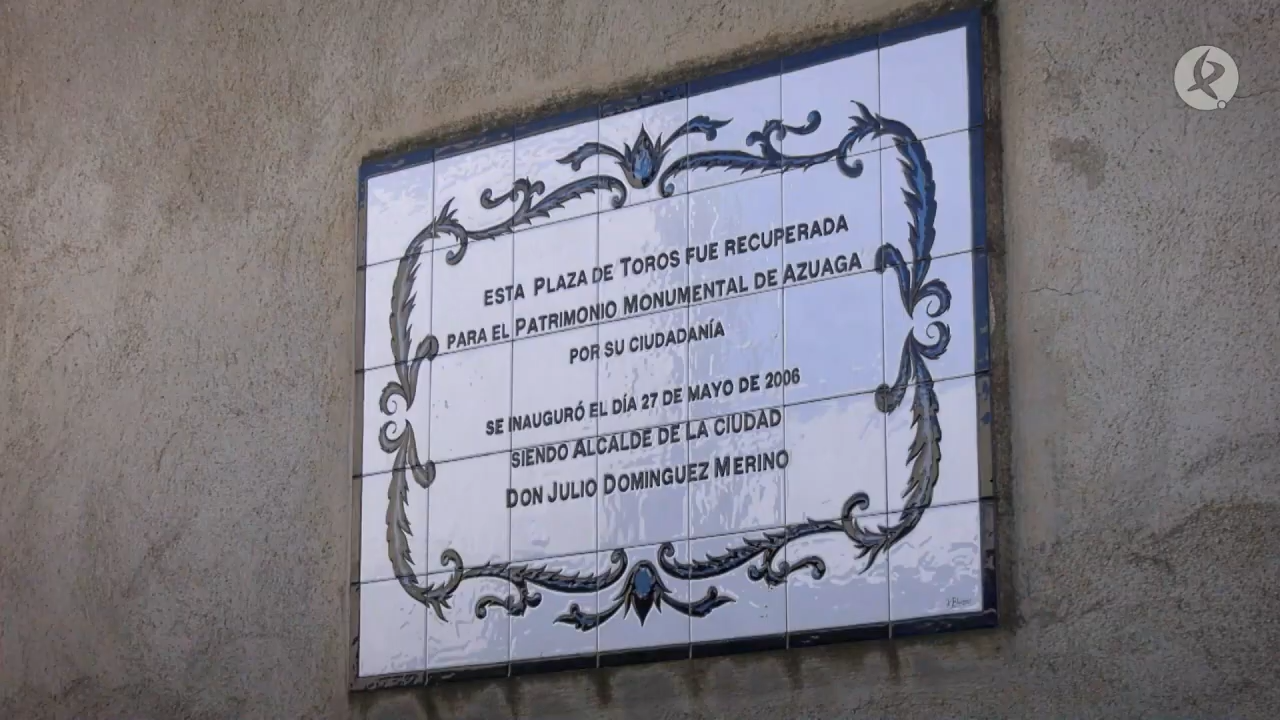 ESTA PLAZA DE TOROS FUE RECUPERADA
PARA EL PATRIMONIO MONUMENTAL DE AZUAGA
POR SU CIUDADANÍA
SE INAUGURÓ EL DÍA 27 DE MAYO DE 2006
SIENDO ALCALDE DE LA CIUDAD
DON JULIO DOMINGUEZ MERINO